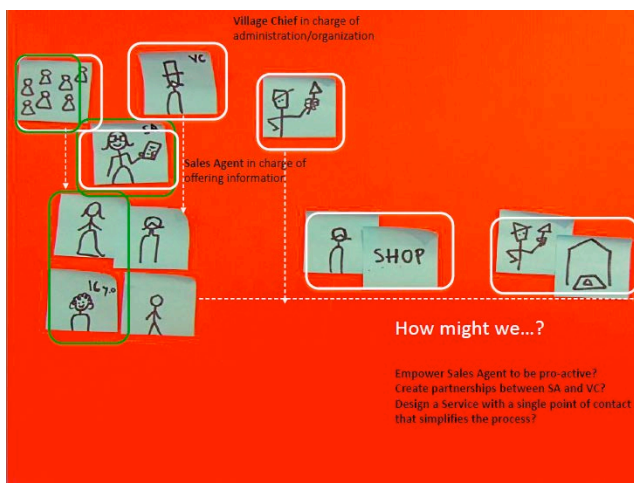 Village Chief in charge of
administration/organization
VC
SA
Sales Agent in charge of
offering information
16 y.o
SHOP
How might we...?
Empower Sales Agent to be pro-active?
Create partnerships between SA and VC?
Design a Service with a single point of contact
that simplifies the process?